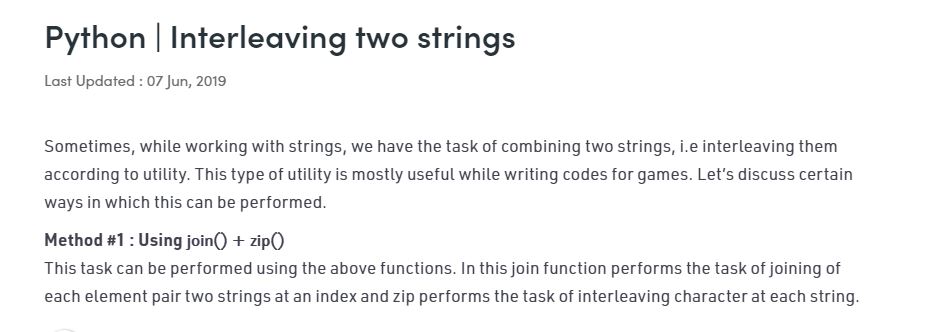 Python | Interleaving two strings
Last Updated : 07 Jun, 2019
Sometimes, while working with strings, we have the task of combining two strings, i.e interleaving them
according to utility. This type of utility is mostly useful while writing codes for games. Let’s discuss certain
ways in which this can be performed.
Method #1 : Using join() + zip()
This task can be performed using the above functions. In this join function performs the task of joining of
each element pair two strings at an index and zip performs the task of interleaving character at each string.